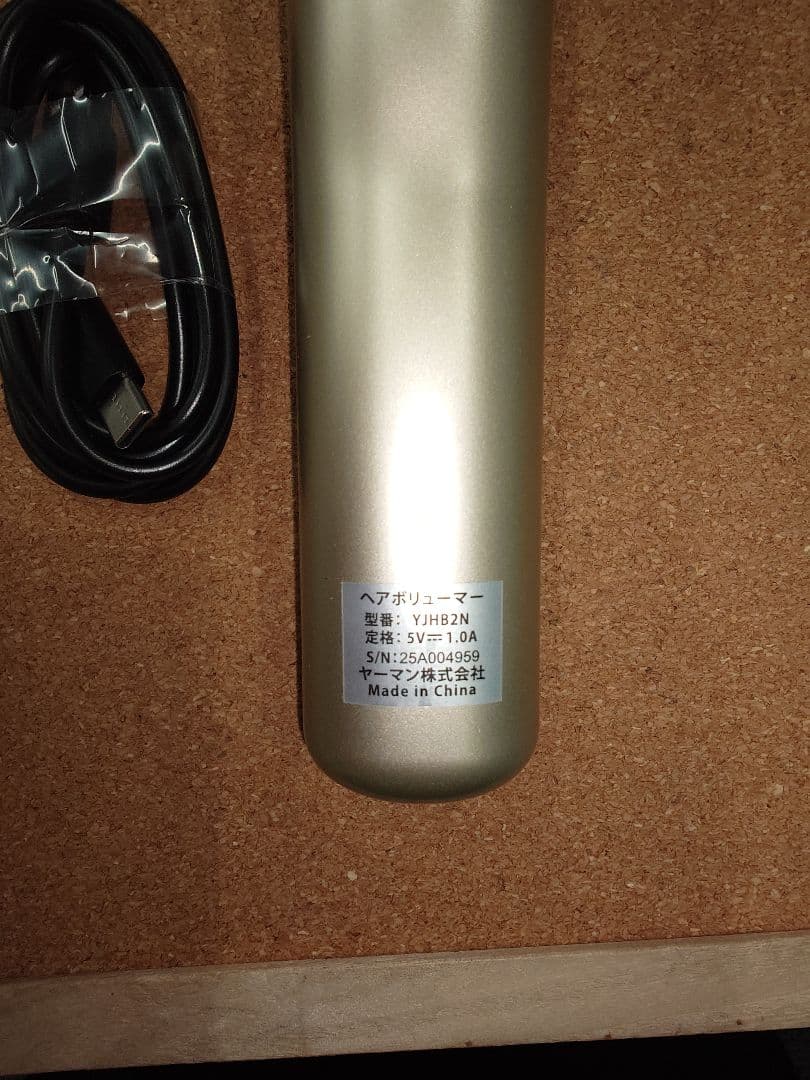 ヘアボリューマー
型番: YJHB2N
定格: 5V⎓1.0A
S/N:25A004959
ヤーマン株式会社
Made in China